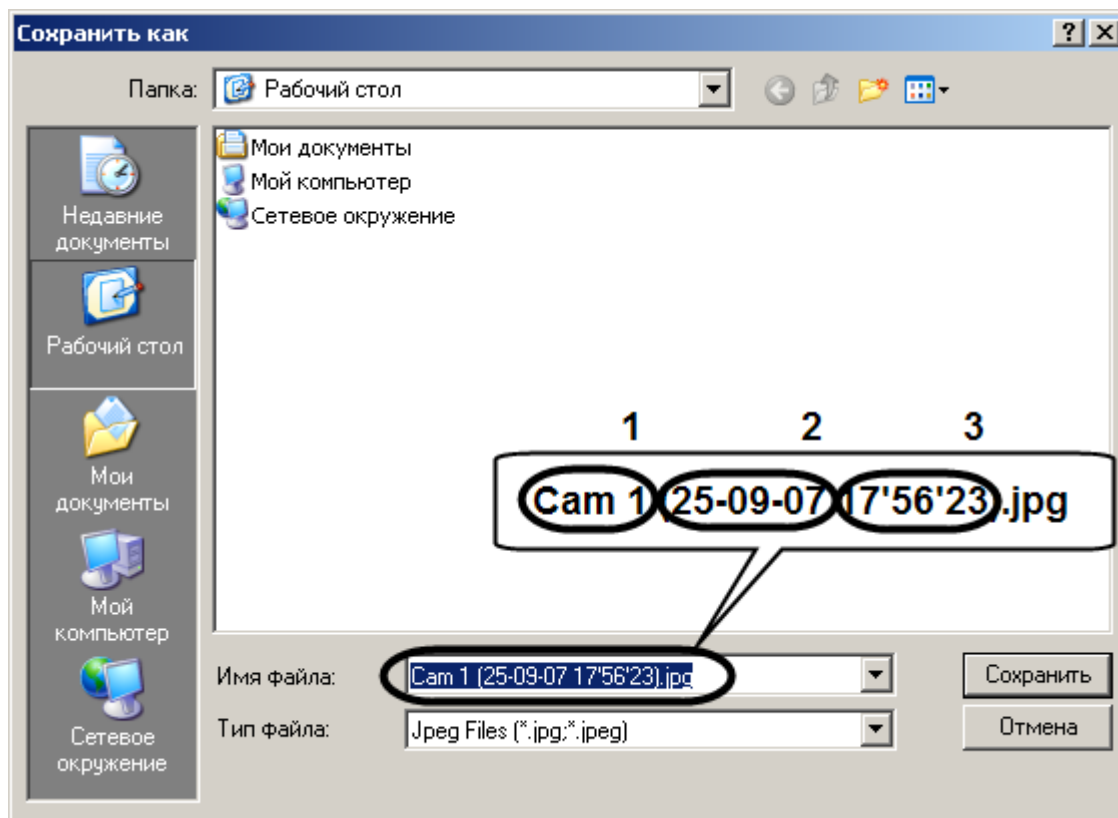 Сохранить как
Папка: Рабочий стол
Недавние
документы
Рабочий стол
Мои
документы
Мой
компьютер
Сетевое
окружение
Мои документы
Мой компьютер
Сетевое окружение
1 2 3
Cam 1 (25-09-07 17'56'23).jpg
Имя файла: Cam 1 (25-09-07 17'56'23).jpg Сохранить
Тип файла: Jpeg Files (*.jpg;*.jpeg) Отмена